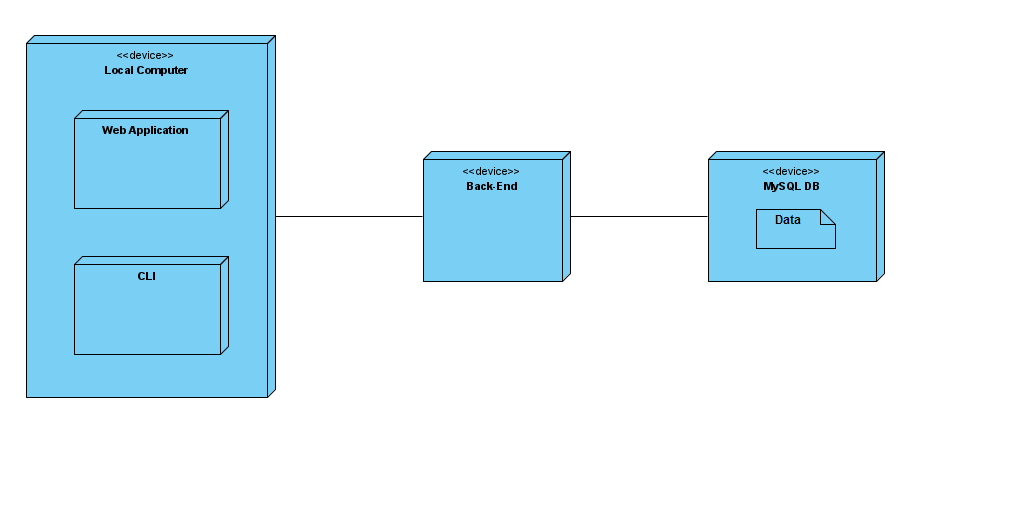 <<device>>
Local Computer
Web Application
CLI
<<device>>
Back-End
<<device>>
MySQL DB
Data